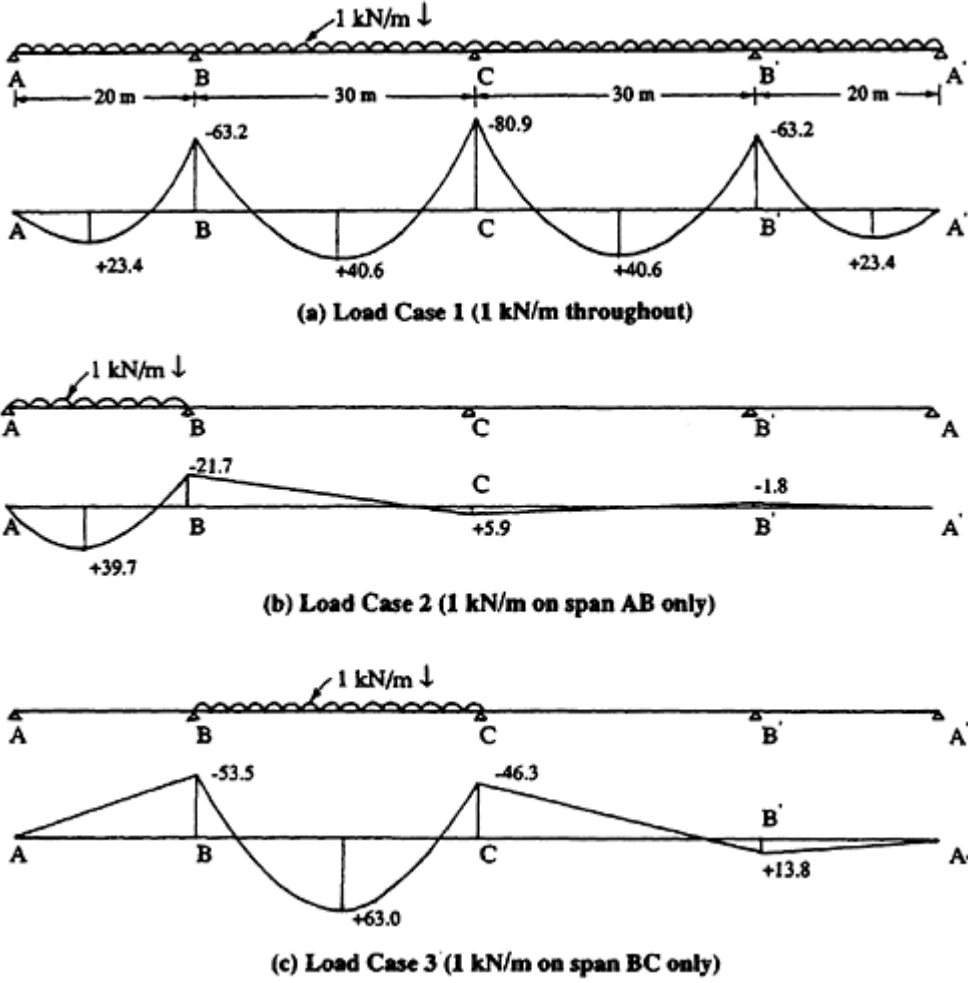 1 kN/m ↓
A B C B' A'
20 m 30 m 30 m 20 m
-63.2 -80.9 -63.2
A B C B' A'
+23.4 +40.6 +40.6 +23.4
(a) Load Case 1 (1 kN/m throughout)
1 kN/m ↓
A B C B' A'
-21.7 C -1.8
A B B' A'
+39.7 +5.9
(b) Load Case 2 (1 kN/m on span AB only)
1 kN/m ↓
A B C B' A'
-53.5 -46.3
B'
A B C A
+63.0 +13.8
(c) Load Case 3 (1 kN/m on span BC only)